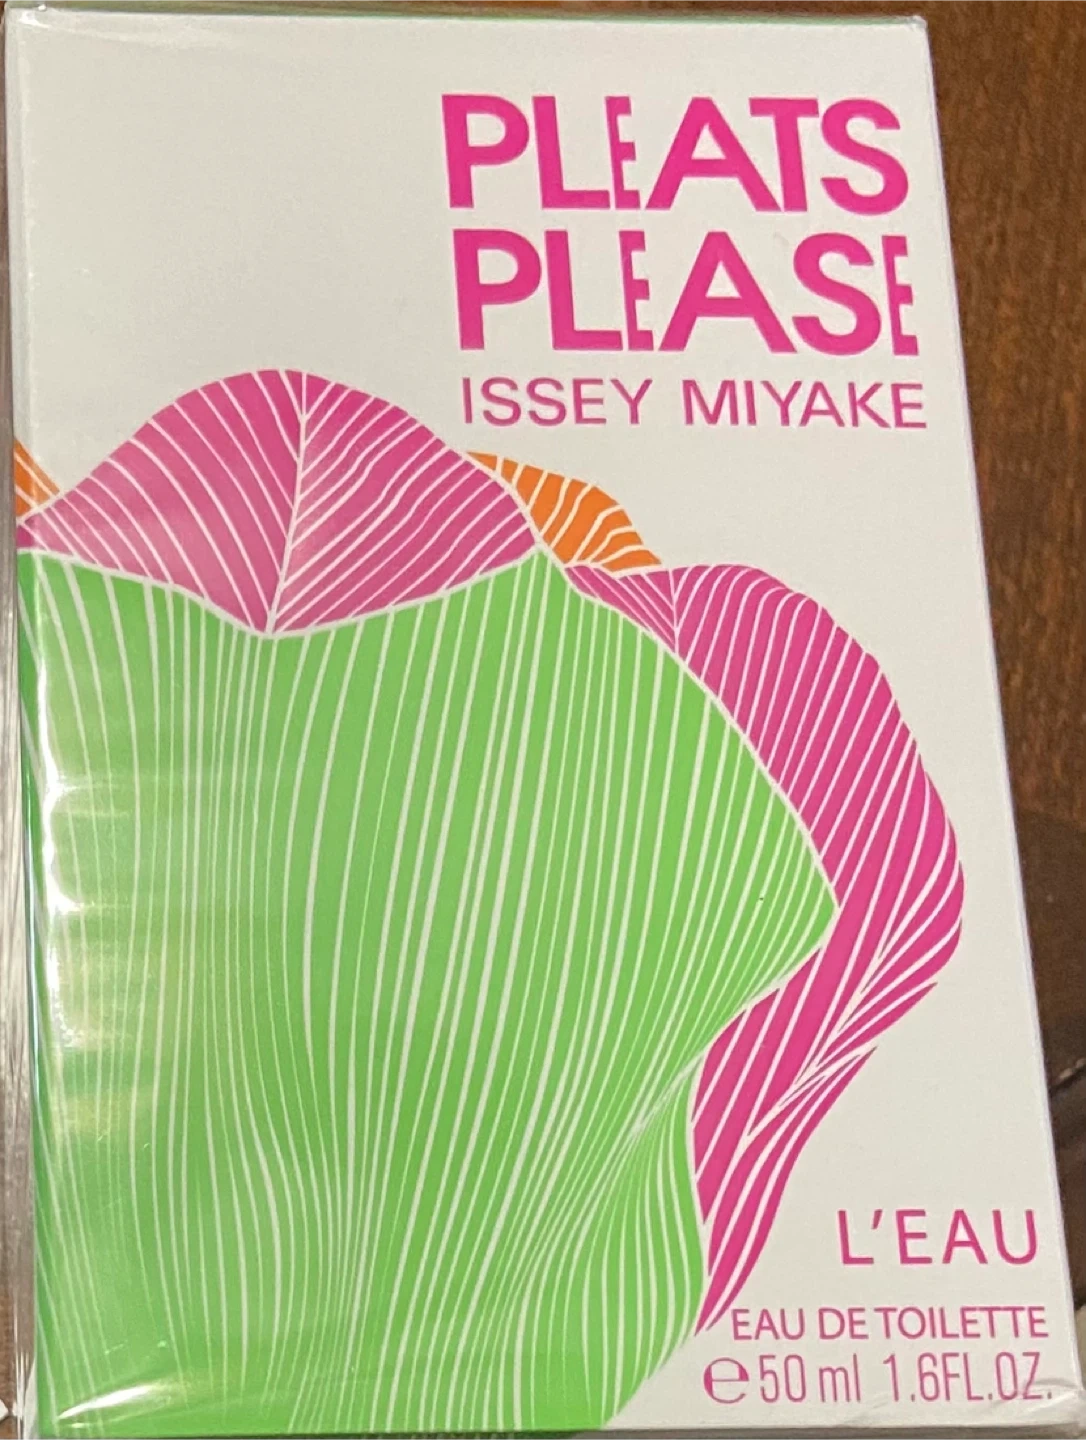 PLEATS
PLEASE
ISSEY MIYAKE
L'EAU
EAU DE TOILETTE
℮50 ml 1.6FL.OZ.